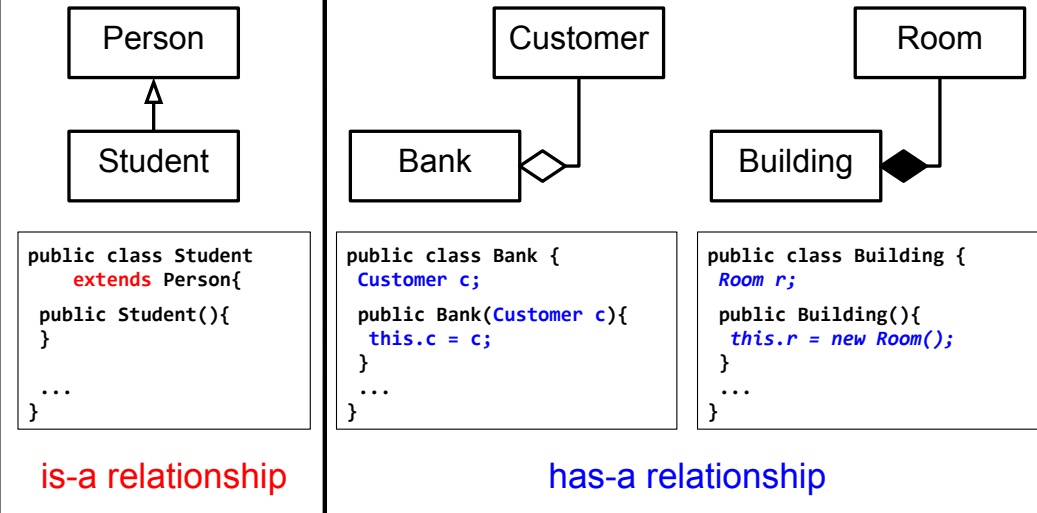 Person
Student
public class Student
extends Person{
public Student(){
}
...
}
is-a relationship
Customer
Bank
public class Bank {
Customer c;
public Bank(Customer c){
this.c = c;
}
...
}
Room
Building
public class Building {
Room r;
public Building(){
this.r = new Room();
}
...
}
has-a relationship